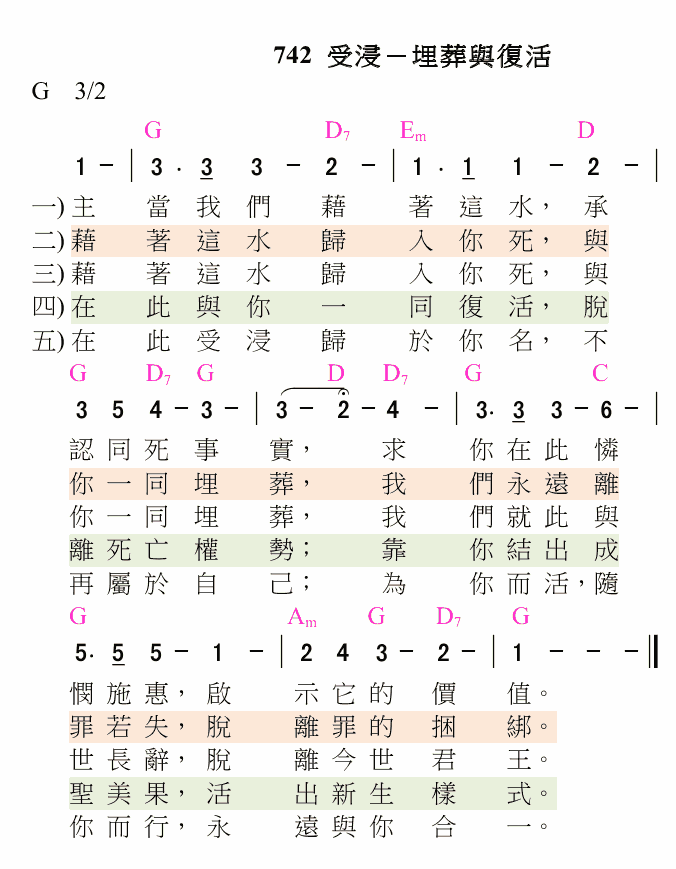 742 受浸－埋葬與復活
G 3/2
G D7 Em D
1 － | 3 . 3 3 － 2 － | 1 . 1 1 － 2 － |
一) 主 當 我 們 藉 著 這 水， 承
二) 藉 著 這 水 歸 入 你 死， 與
三) 藉 著 這 水 歸 入 你 死， 與
四) 在 此 與 你 一 同 復 活， 脫
五) 在 此 受 浸 歸 於 你 名， 不
G D7 G D D7 G C
3 5 4 － 3 － | 3 － 2 － 4 － | 3. 3 3 － 6 － |
認 同 死 事 實， 求 你 在 此 憐
你 一 同 埋 葬， 我 們 永 遠 離
你 一 同 埋 葬， 我 們 就 此 與
離 死 亡 權 勢； 靠 你 結 出 成
再 屬 於 自 己； 為 你 而 活，隨
G Am G D7 G
5. 5 5 － 1 － | 2 4 3 － 2 － | 1 － － － ‖
憫 施 惠， 啟 示 它 的 價 值。
罪 若 失， 脫 離 罪 的 捆 綁。
世 長 辭， 脫 離 今 世 君 王。
聖 美 果， 活 出 新 生 樣 式。
你 而 行， 永 遠 與 你 合 一。